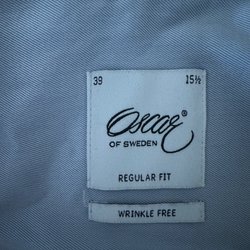 39 15½
Oscar®
OF SWEDEN
REGULAR FIT
WRINKLE FREE